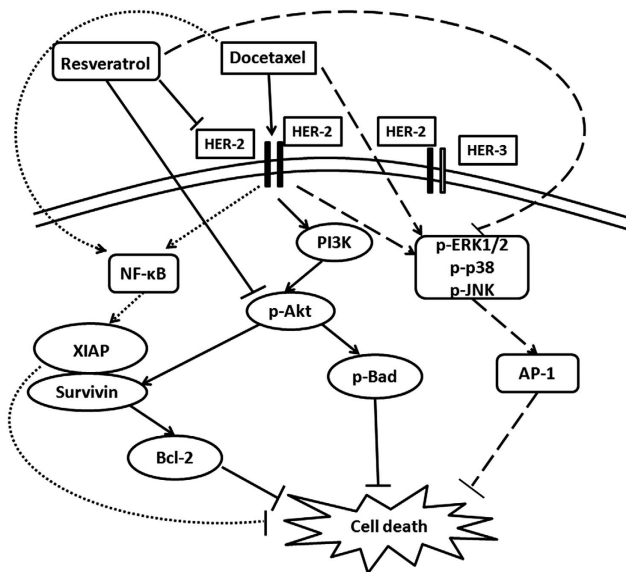 Resveratrol
Docetaxel
HER-2
HER-2
HER-2
HER-3
PI3K
p-ERK1/2
p-p38
p-JNK
NF-κB
p-Akt
XIAP
Survivin
p-Bad
AP-1
Bcl-2
Cell death